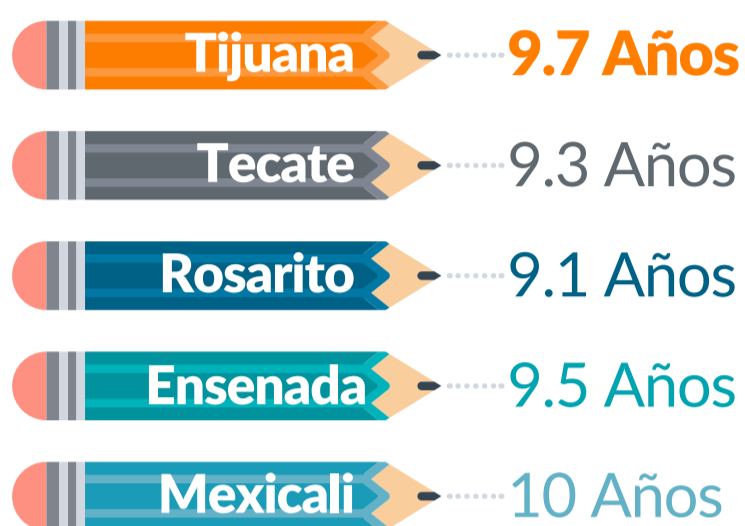 Tijuana 9.7 Años
Tecate 9.3 Años
Rosarito 9.1 Años
Ensenada 9.5 Años
Mexicali 10 Años